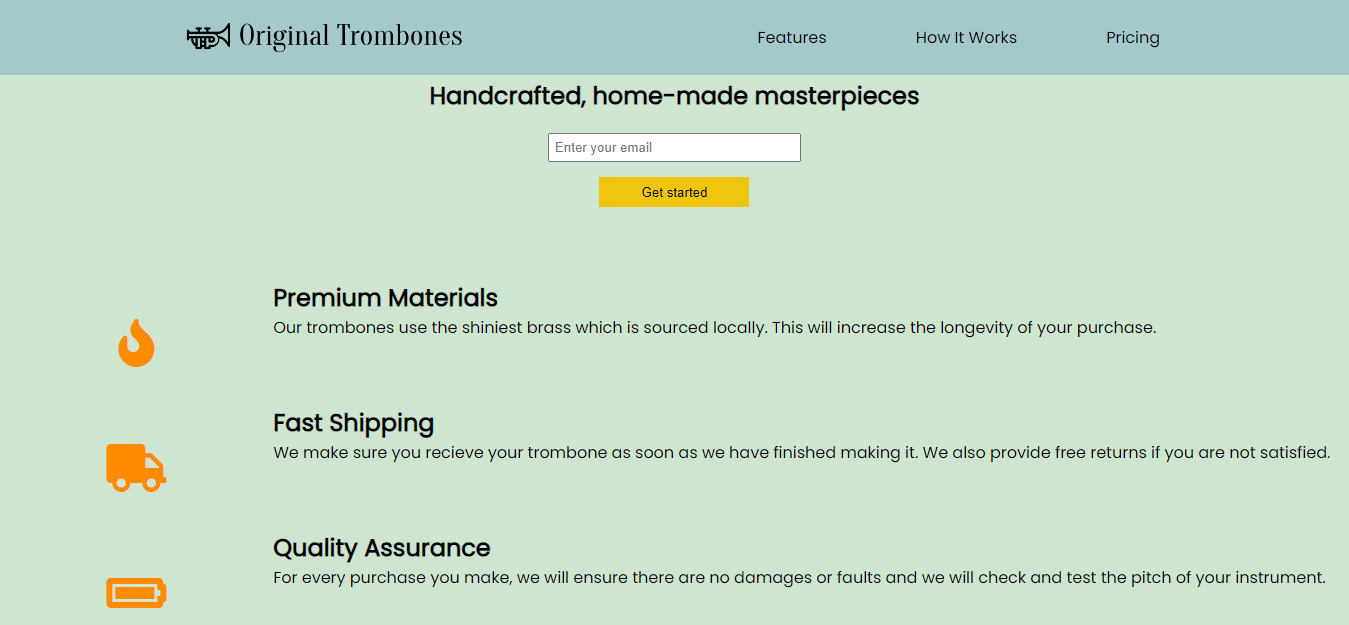 Original Trombones
Features
How It Works
Pricing
Handcrafted, home-made masterpieces
Enter your email
Get started
Premium Materials
Our trombones use the shiniest brass which is sourced locally. This will increase the longevity of your purchase.
Fast Shipping
We make sure you recieve your trombone as soon as we have finished making it. We also provide free returns if you are not satisfied.
Quality Assurance
For every purchase you make, we will ensure there are no damages or faults and we will check and test the pitch of your instrument.